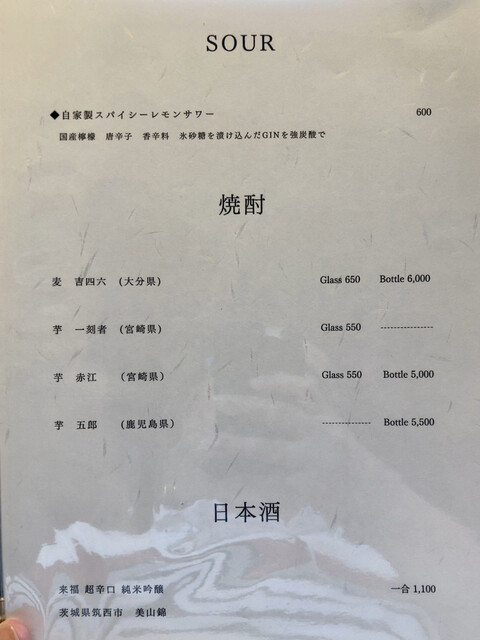 SOUR
◆自家製スパイシーレモンサワー 600
国産檸檬 唐辛子 香辛料 氷砂糖を漬け込んだGINを強炭酸で
焼酎
麦 吉四六 (大分県) Glass 650 Bottle 6,000
芋 一刻者 (宮崎県) Glass 550 ----------------
芋 赤江 (宮崎県) Glass 550 Bottle 5,000
芋 五郎 (鹿児島県) --------------- Bottle 5,500
日本酒
来福 超辛口 純米吟醸 一合 1,100
茨城県筑西市 美山錦